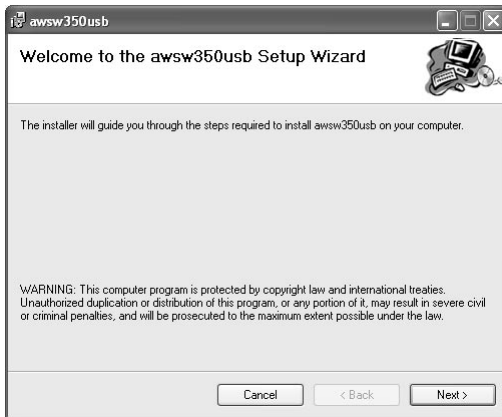 awsw350usb
Welcome to the awsw350usb Setup Wizard
The installer will guide you through the steps required to install awsw350usb on your computer.
WARNING: This computer program is protected by copyright law and international treaties.
Unauthorized duplication or distribution of this program, or any portion of it, may result in severe civil
or criminal penalties, and will be prosecuted to the maximum extent possible under the law.
Cancel
< Back
Next >